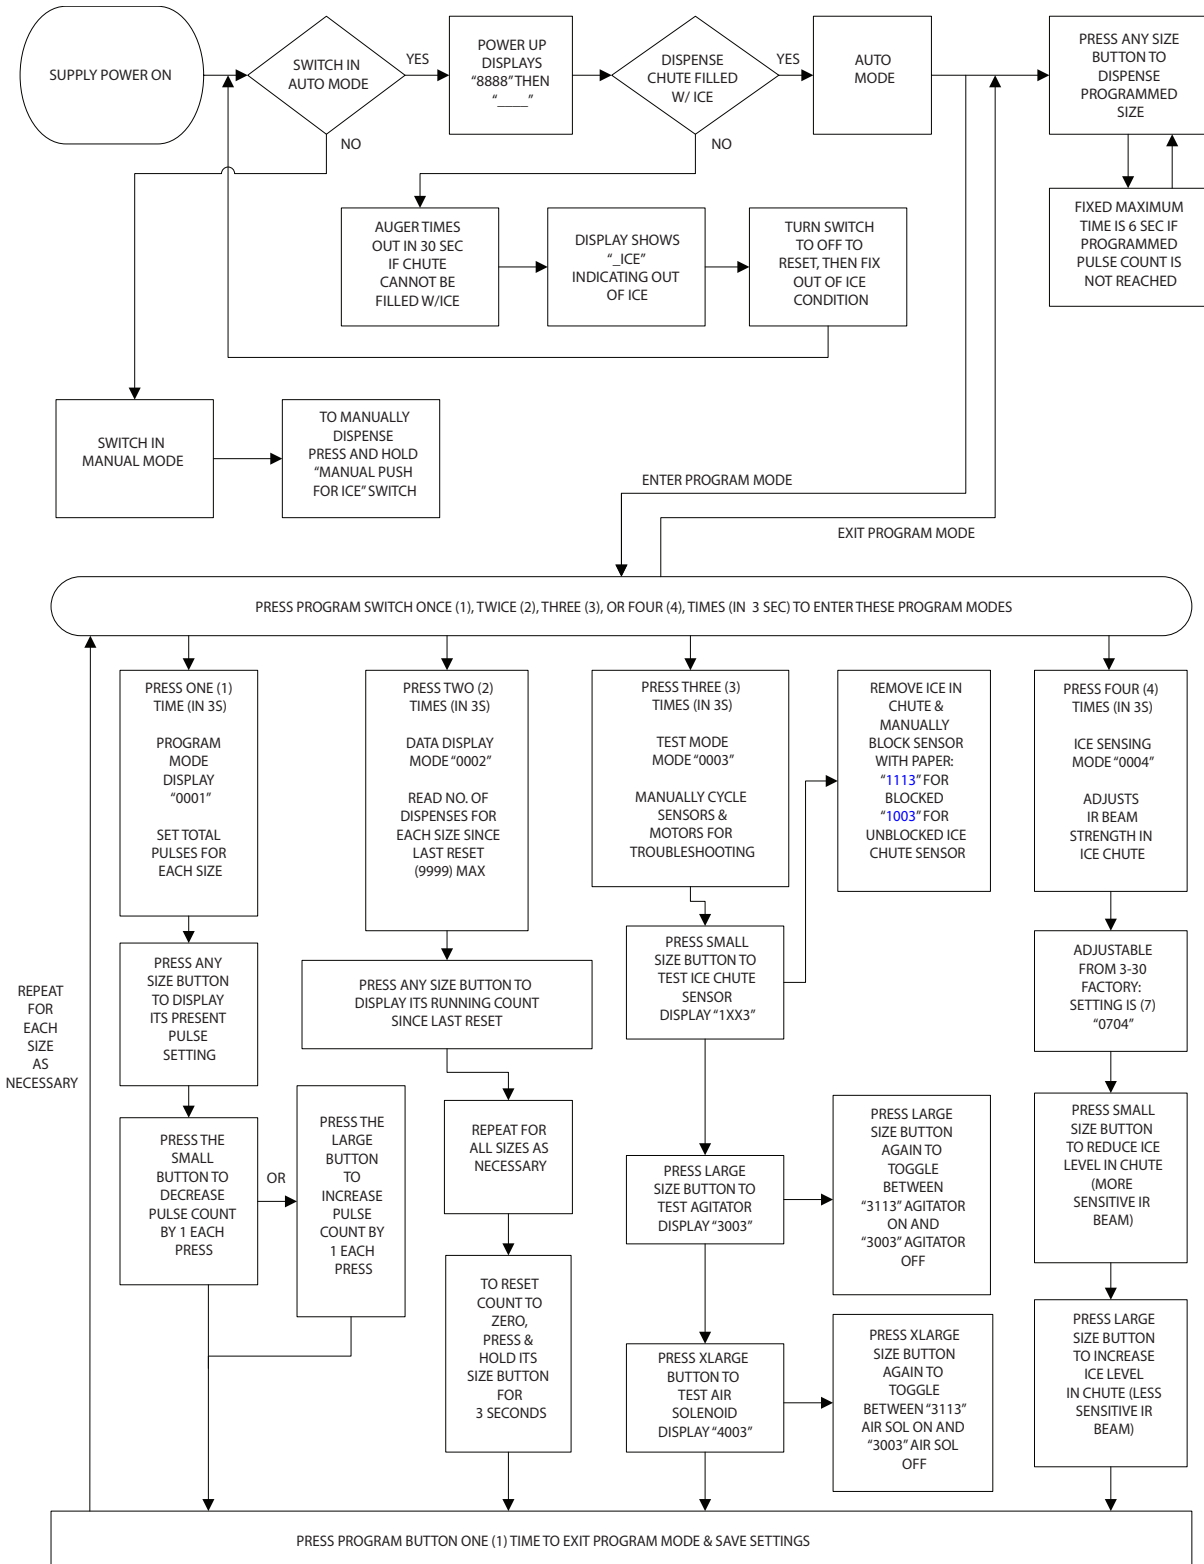 SUPPLY POWER ON
SWITCH IN
AUTO MODE
YES
NO
POWER UP
DISPLAYS
“8888” THEN
“_____”
DISPENSE
CHUTE FILLED
W/ ICE
YES
NO
AUTO
MODE
PRESS ANY SIZE
BUTTON TO
DISPENSE
PROGRAMMED
SIZE
FIXED MAXIMUM
TIME IS 6 SEC IF
PROGRAMMED
PULSE COUNT IS
NOT REACHED
AUGER TIMES
OUT IN 30 SEC
IF CHUTE
CANNOT BE
FILLED W/ICE
DISPLAY SHOWS
“_ICE”
INDICATING OUT
OF ICE
TURN SWITCH
TO OFF TO
RESET, THEN FIX
OUT OF ICE
CONDITION
SWITCH IN
MANUAL MODE
TO MANUALLY
DISPENSE
PRESS AND HOLD
“MANUAL PUSH
FOR ICE” SWITCH
ENTER PROGRAM MODE
EXIT PROGRAM MODE
PRESS PROGRAM SWITCH ONCE (1), TWICE (2), THREE (3), OR FOUR (4), TIMES (IN 3 SEC) TO ENTER THESE PROGRAM MODES
PRESS ONE (1)
TIME (IN 3S)
PROGRAM
MODE
DISPLAY
“0001”
SET TOTAL
PULSES FOR
EACH SIZE
PRESS ANY
SIZE BUTTON
TO DISPLAY
ITS PRESENT
PULSE
SETTING
PRESS THE
SMALL
BUTTON TO
DECREASE
PULSE COUNT
BY 1 EACH
PRESS
OR
PRESS THE
LARGE
BUTTON
TO
INCREASE
PULSE
COUNT BY
1 EACH
PRESS
REPEAT
FOR
EACH
SIZE
AS
NECESSARY
PRESS TWO (2)
TIMES (IN 3S)
DATA DISPLAY
MODE “0002”
READ NO. OF
DISPENSES FOR
EACH SIZE SINCE
LAST RESET
(9999) MAX
PRESS ANY SIZE BUTTON TO
DISPLAY ITS RUNNING COUNT
SINCE LAST RESET
REPEAT FOR
ALL SIZES AS
NECESSARY
TO RESET
COUNT TO
ZERO,
PRESS &
HOLD ITS
SIZE BUTTON
FOR
3 SECONDS
PRESS THREE (3)
TIMES (IN 3S)
TEST MODE
MODE “0003”
MANUALLY CYCLE
SENSORS &
MOTORS FOR
TROUBLESHOOTING
PRESS SMALL
SIZE BUTTON TO
TEST ICE CHUTE
SENSOR
DISPLAY “1XX3”
REMOVE ICE IN
CHUTE &
MANUALLY
BLOCK SENSOR
WITH PAPER:
“1113” FOR
BLOCKED
“1003” FOR
UNBLOCKED ICE
CHUTE SENSOR
PRESS LARGE
SIZE BUTTON TO
TEST AGITATOR
DISPLAY “3003”
PRESS LARGE
SIZE BUTTON
AGAIN TO
TOGGLE
BETWEEN
“3113” AGITATOR
ON AND
“3003” AGITATOR
OFF
PRESS XLARGE
BUTTON TO
TEST AIR
SOLENOID
DISPLAY “4003”
PRESS XLARGE
SIZE BUTTON
AGAIN TO
TOGGLE
BETWEEN “3113”
AIR SOL ON AND
“3003” AIR SOL
OFF
PRESS FOUR (4)
TIMES (IN 3S)
ICE SENSING
MODE “0004”
ADJUSTS
IR BEAM
STRENGTH IN
ICE CHUTE
ADJUSTABLE
FROM 3-30
FACTORY:
SETTING IS (7)
“0704”
PRESS SMALL
SIZE BUTTON
TO REDUCE ICE
LEVEL IN CHUTE
(MORE
SENSITIVE IR
BEAM)
PRESS LARGE
SIZE BUTTON
TO INCREASE
ICE LEVEL
IN CHUTE (LESS
SENSITIVE IR
BEAM)
PRESS PROGRAM BUTTON ONE (1) TIME TO EXIT PROGRAM MODE & SAVE SETTINGS